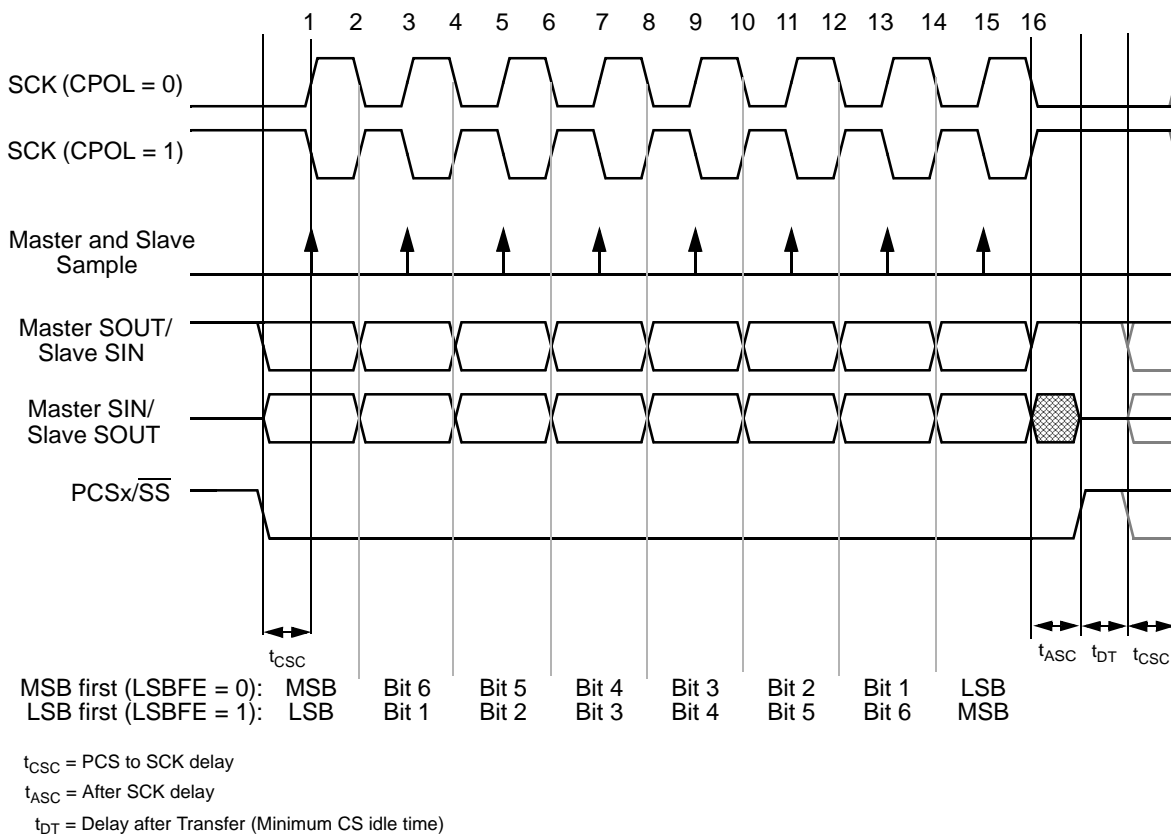 1 2 3 4 5 6 7 8 9 10 11 12 13 14 15 16
SCK (CPOL = 0)
SCK (CPOL = 1)
Master and Slave
Sample
Master SOUT/
Slave SIN
Master SIN/
Slave SOUT
PCSx/SS
tCSC
tASC tDT tCSC
MSB first (LSBFE = 0): MSB Bit 6 Bit 5 Bit 4 Bit 3 Bit 2 Bit 1 LSB
LSB first (LSBFE = 1): LSB Bit 1 Bit 2 Bit 3 Bit 4 Bit 5 Bit 6 MSB
tCSC = PCS to SCK delay
tASC = After SCK delay
tDT = Delay after Transfer (Minimum CS idle time)